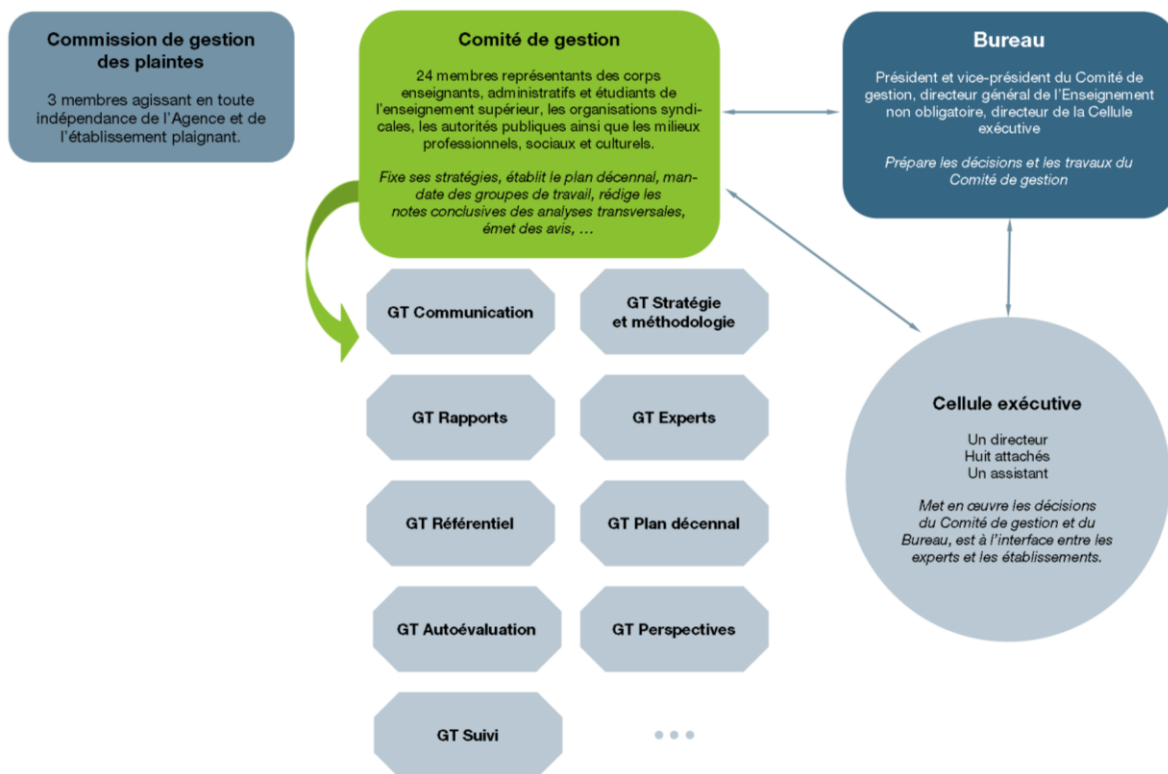 Commission de gestion
des plaintes
3 membres agissant en toute
indépendance de l'Agence et de
l'établissement plaignant.
Comité de gestion
24 membres représentants des corps
enseignants, administratifs et étudiants de
l'enseignement supérieur, les organisations syndi-
cales, les autorités publiques ainsi que les milieux
professionnels, sociaux et culturels.
Fixe ses stratégies, établit le plan décennal, man-
date des groupes de travail, rédige les
notes conclusives des analyses transversales,
émet des avis, …
Bureau
Président et vice-président du Comité de
gestion, directeur général de l'Enseignement
non obligatoire, directeur de la Cellule
exécutive
Prépare les décisions et les travaux du
Comité de gestion
GT Communication
GT Stratégie
et méthodologie
GT Rapports
GT Experts
GT Référentiel
GT Plan décennal
GT Autoévaluation
GT Perspectives
GT Suivi
•••
Cellule exécutive
Un directeur
Huit attachés
Un assistant
Met en œuvre les décisions
du Comité de gestion et du
Bureau, est à l'interface entre les
experts et les établissements.